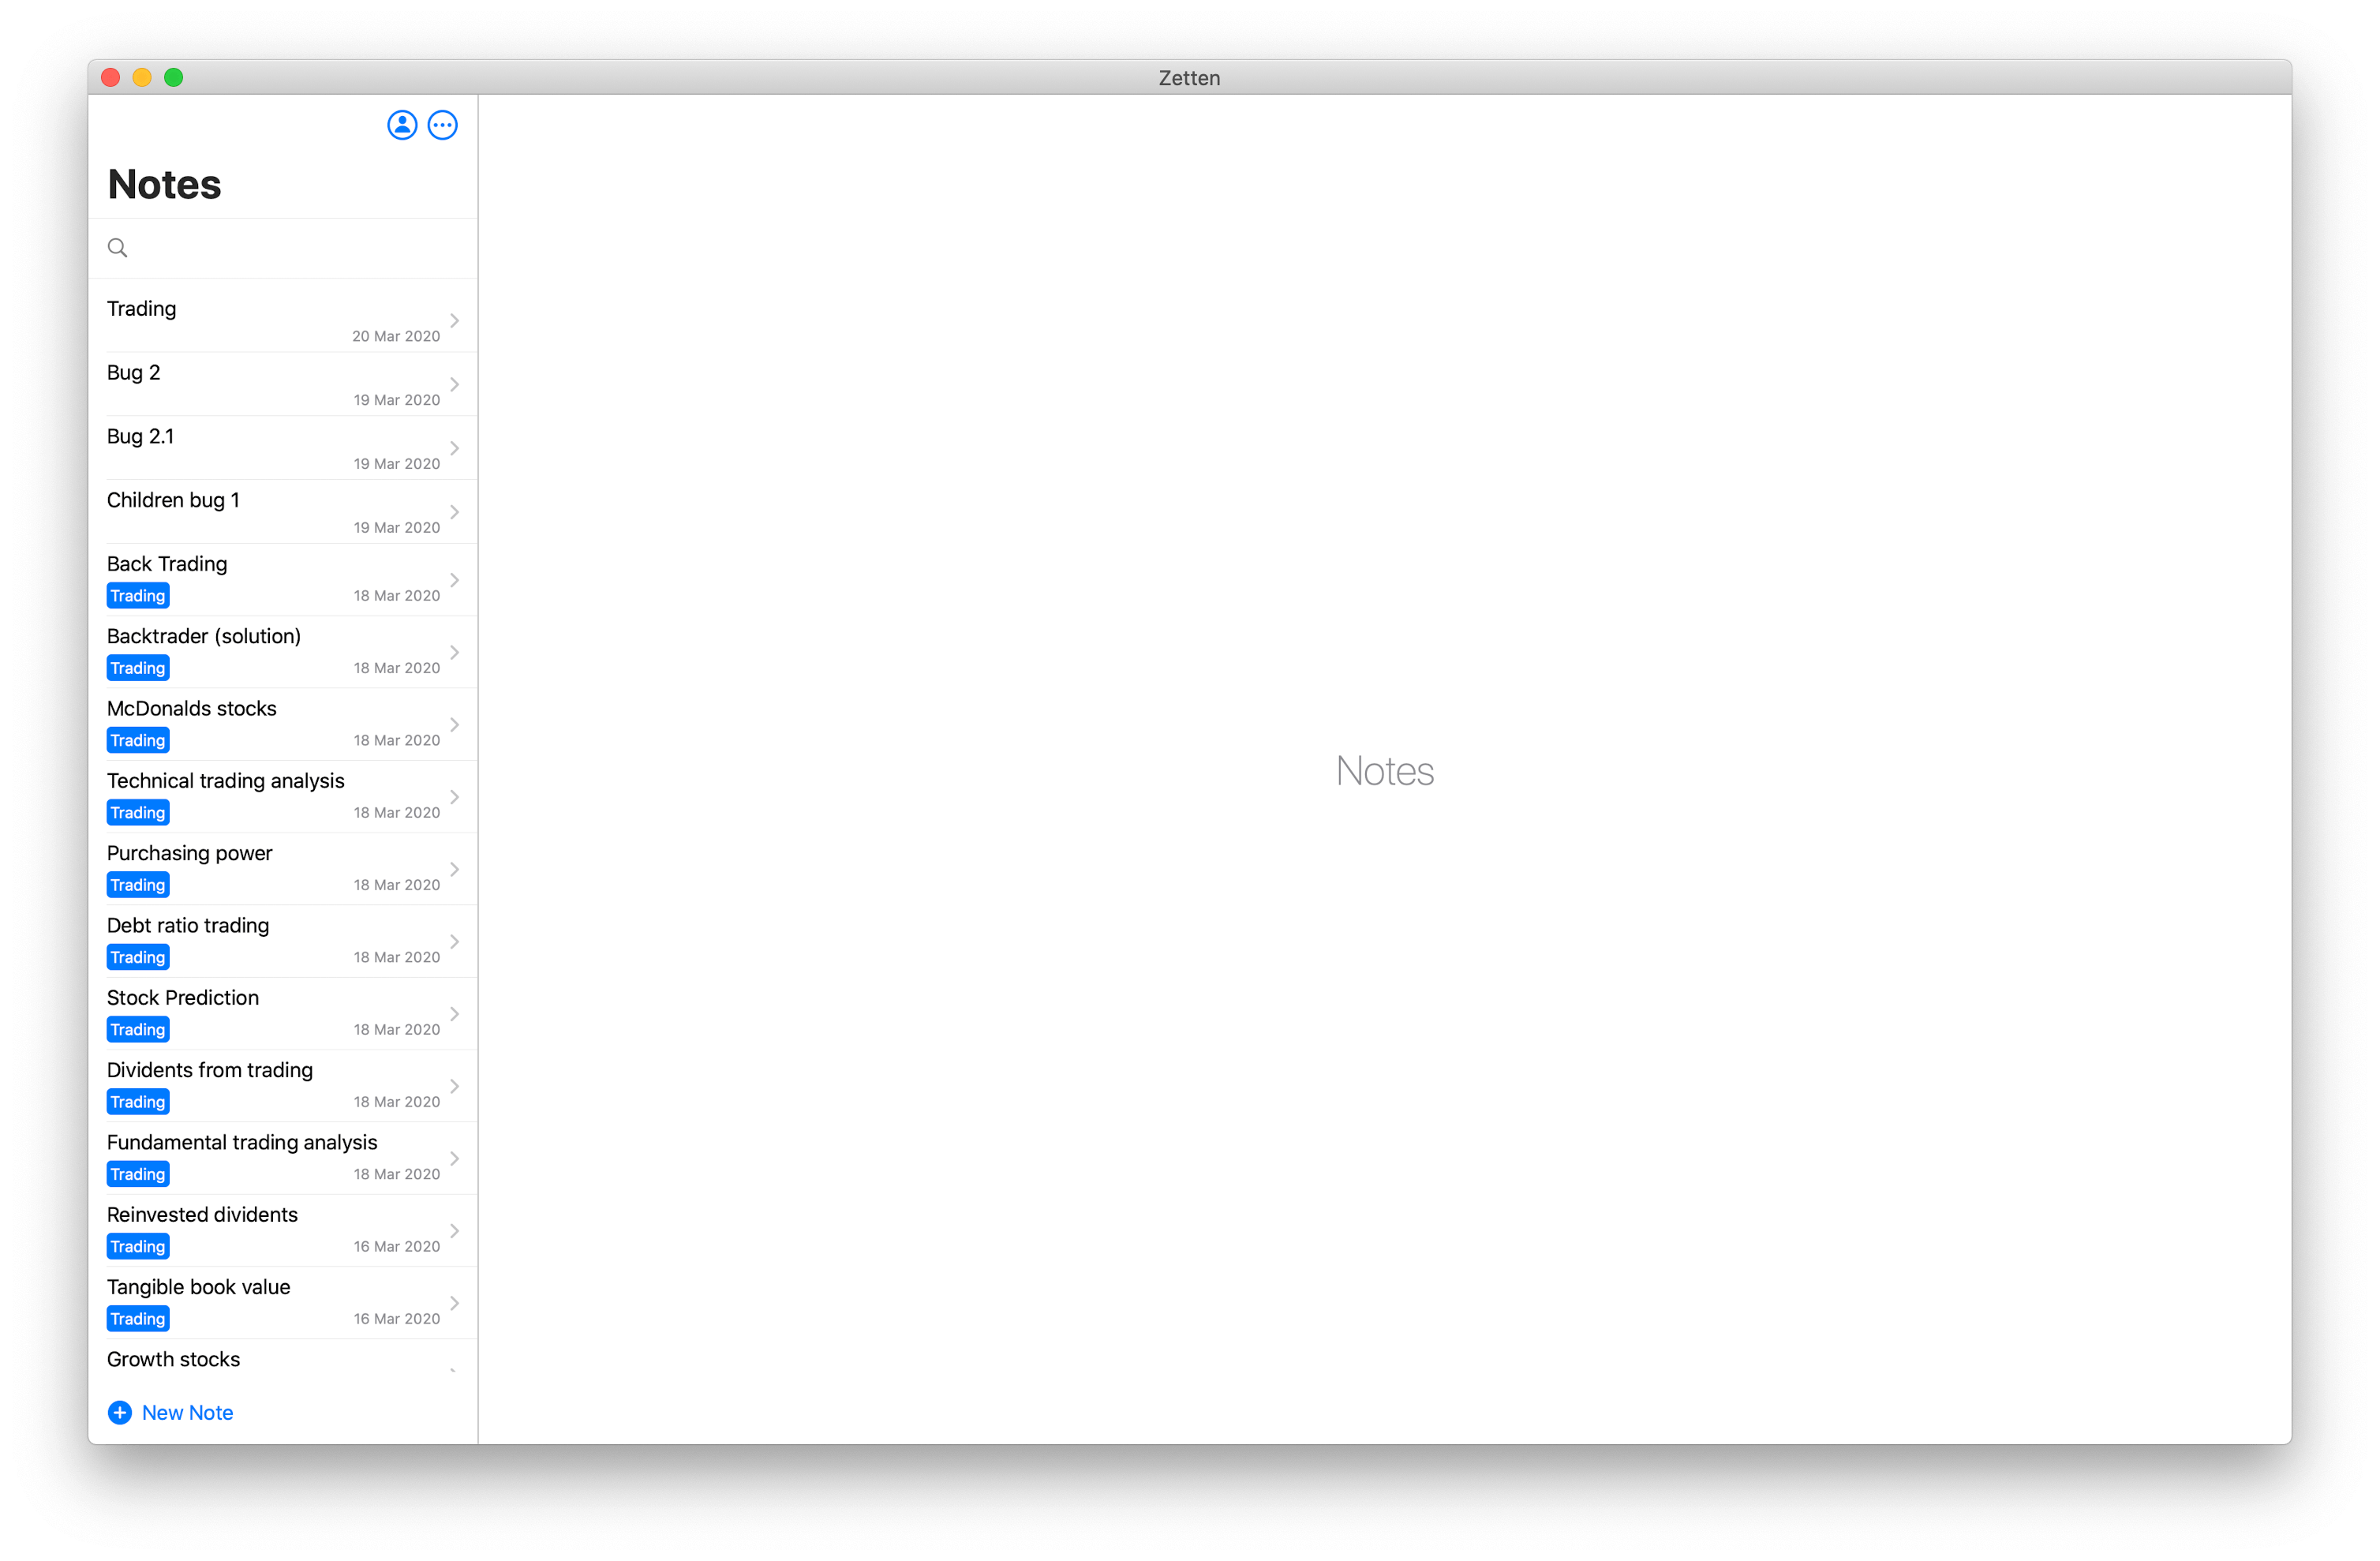 Zetten
Notes
Trading
20 Mar 2020
Bug 2
19 Mar 2020
Bug 2.1
19 Mar 2020
Children bug 1
19 Mar 2020
Back Trading
Trading 18 Mar 2020
Backtrader (solution)
Trading 18 Mar 2020
McDonalds stocks
Trading 18 Mar 2020
Technical trading analysis
Trading 18 Mar 2020
Purchasing power
Trading 18 Mar 2020
Debt ratio trading
Trading 18 Mar 2020
Stock Prediction
Trading 18 Mar 2020
Dividents from trading
Trading 18 Mar 2020
Fundamental trading analysis
Trading 18 Mar 2020
Reinvested dividents
Trading 16 Mar 2020
Tangible book value
Trading 16 Mar 2020
Growth stocks
New Note
Notes